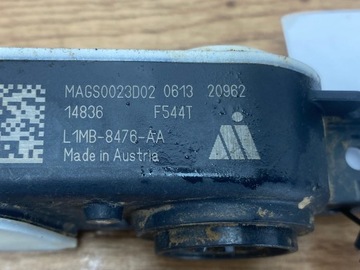 MAGS0023D02 0613 20962
14836 F544T
L1MB-8476-AA
Made in Austria